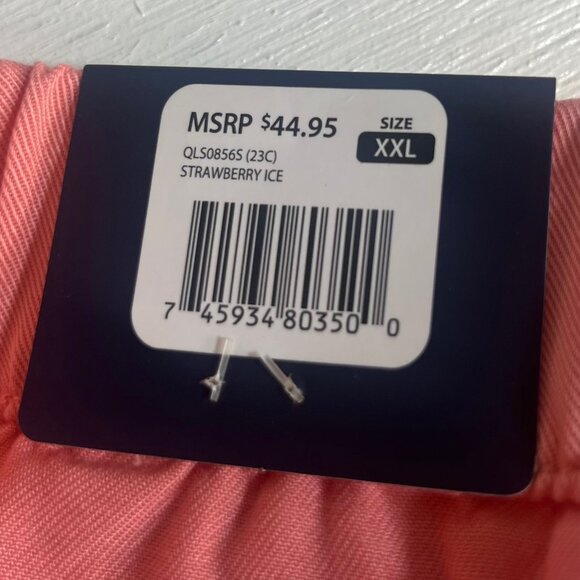 MSRP $44.95
SIZE
XXL
QLS0856S (23C)
STRAWBERRY ICE
7 45934 80350 0